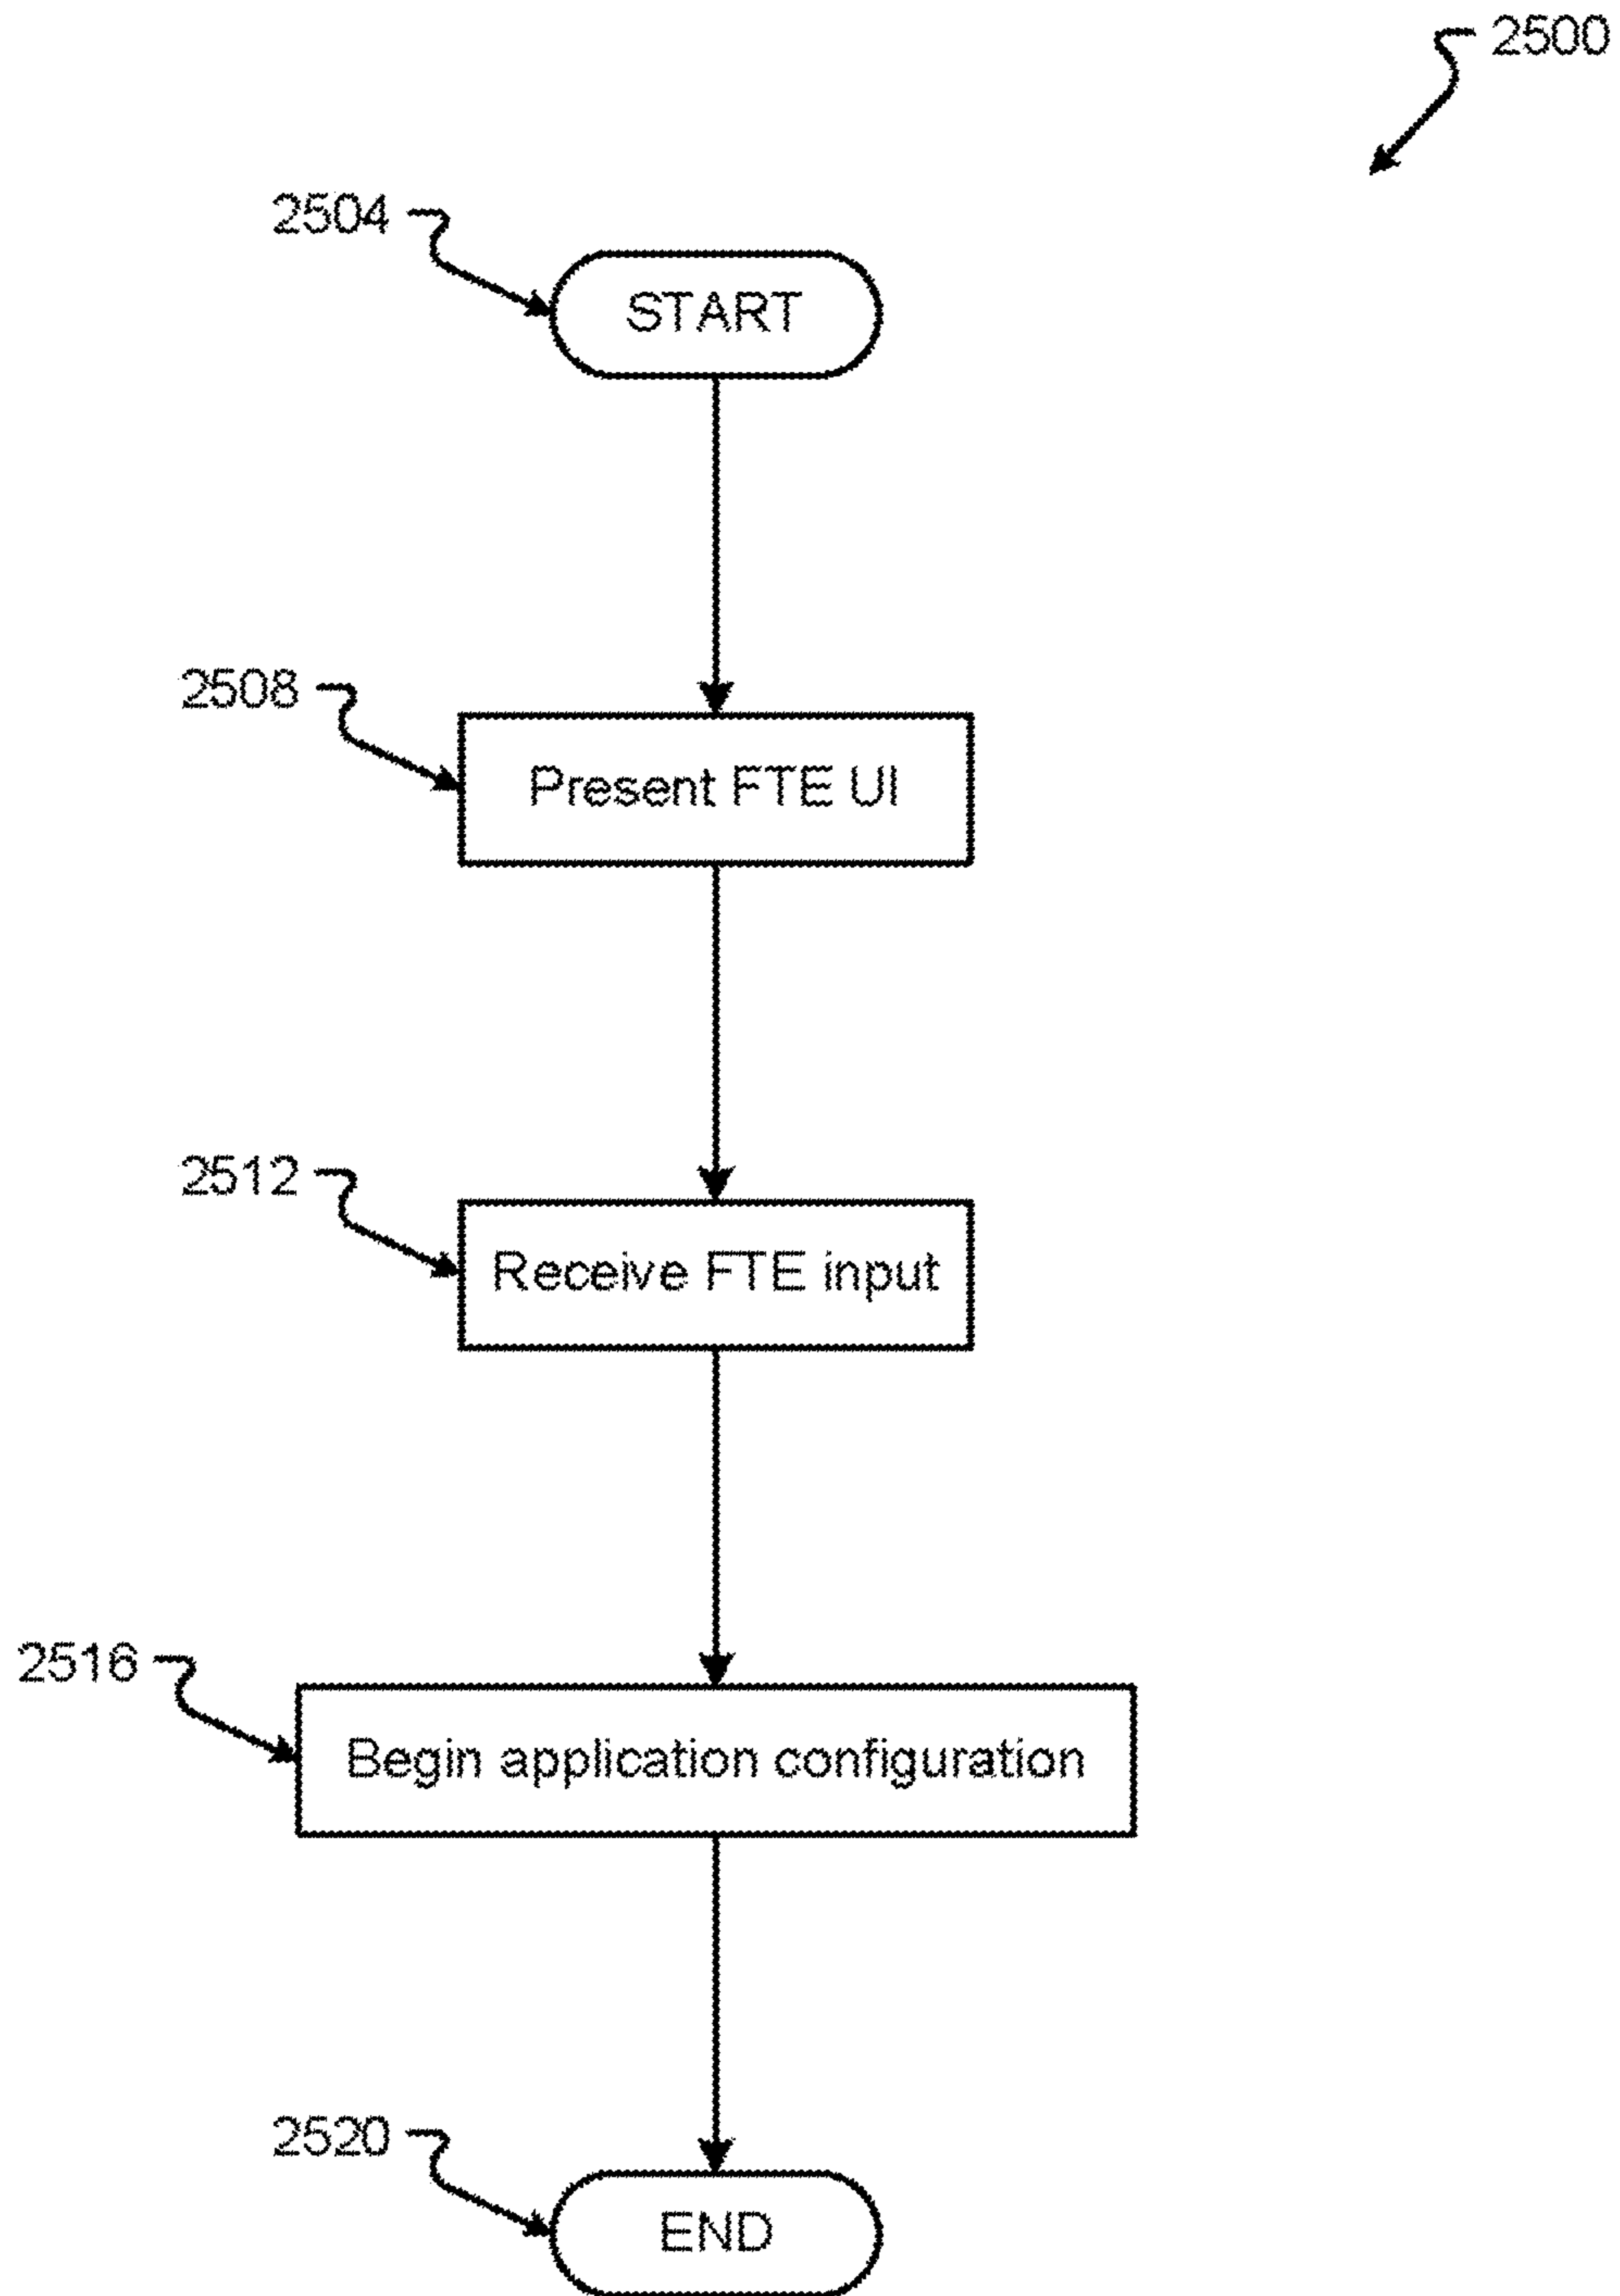 2500
2504
START
2508
Present FTE UI
2512
Receive FTE input
2516
Begin application configuration
2520
END